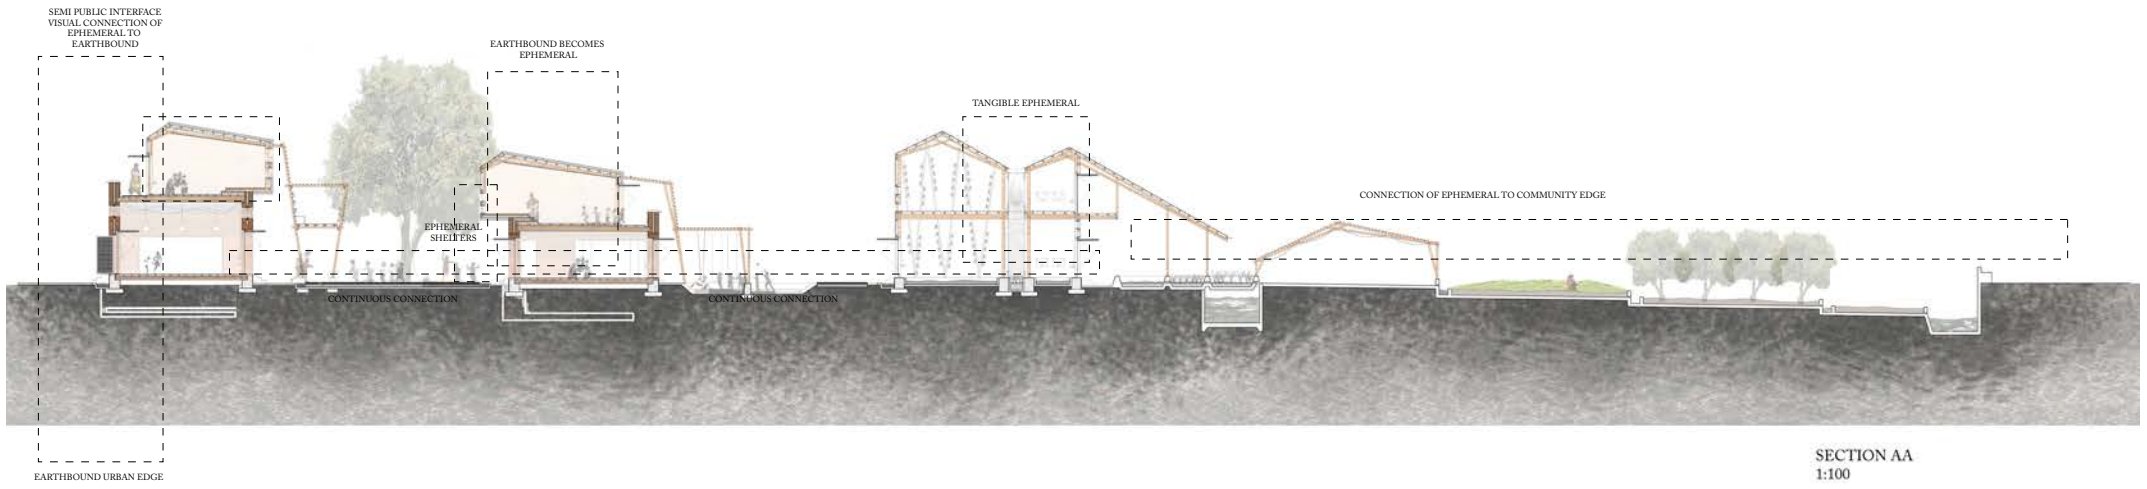 SEMI PUBLIC INTERFACE
VISUAL CONNECTION OF
EPHEMERAL TO
EARTHBOUND
EARTHBOUND BECOMES
EPHEMERAL
TANGIBLE EPHEMERAL
CONNECTION OF EPHEMERAL TO COMMUNITY EDGE
EPHEMERAL
SHELTERS
CONTINUOUS CONNECTION
CONTINUOUS CONNECTION
EARTHBOUND URBAN EDGE
SECTION AA
1:100